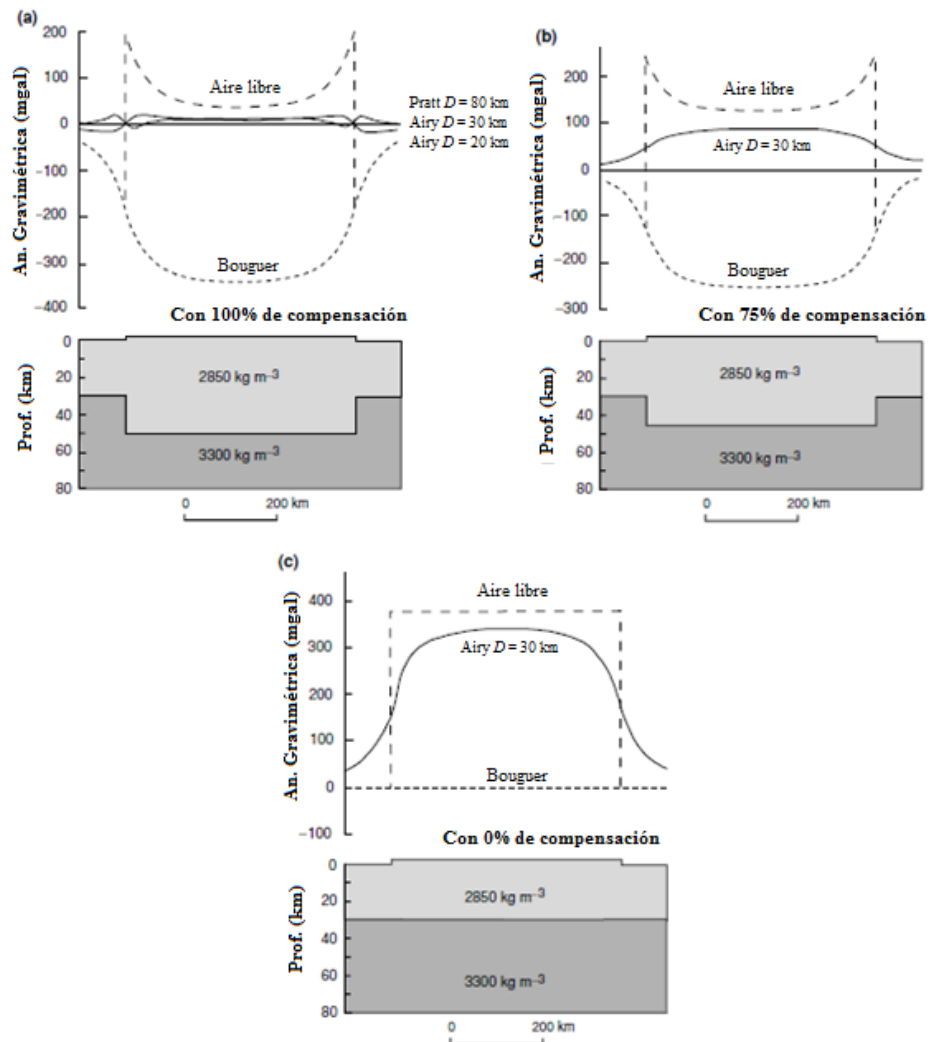 (a)
200
100
0
−100
−200
−300
−400
An. Gravimétrica (mgal)
Aire libre
Pratt D = 80 km
Airy D = 30 km
Airy D = 20 km
Bouguer
Con 100% de compensación
0
20
40
60
80
Prof. (km)
2850 kg m⁻³
3300 kg m⁻³
0 200 km
(b)
200
100
0
−100
−200
−300
An. Gravimétrica (mgal)
Aire libre
Airy D = 30 km
Bouguer
Con 75% de compensación
0
20
40
60
80
Prof. (km)
2850 kg m⁻³
3300 kg m⁻³
0 200 km
(c)
400
300
200
100
0
−100
An. Gravimétrica (mgal)
Aire libre
Airy D = 30 km
Bouguer
Con 0% de compensación
0
20
40
60
80
Prof. (km)
2850 kg m⁻³
3300 kg m⁻³
0 200 km